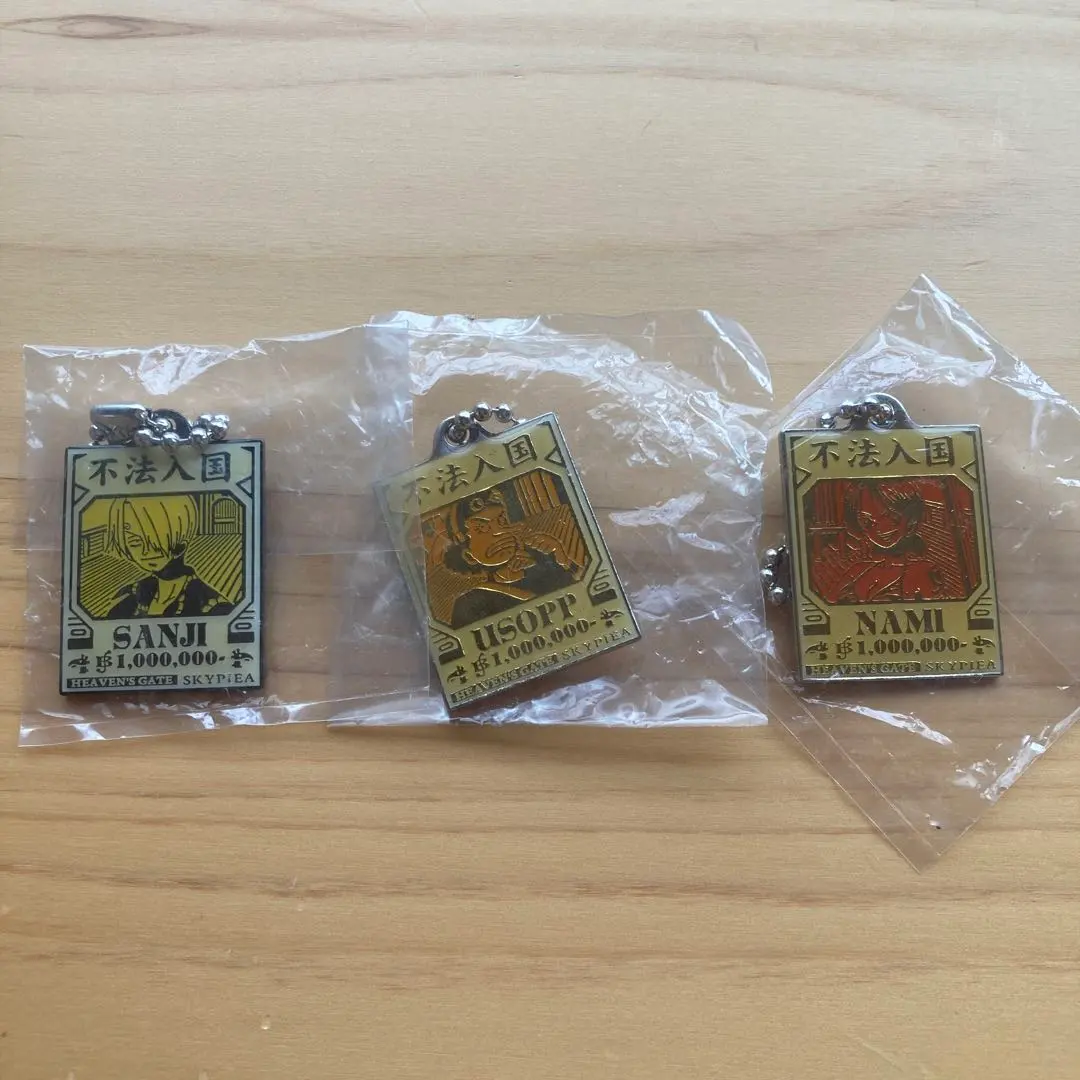 不法入国
SANJI
฿1,000,000-
HEAVEN'S GATE SKYPiEA
不法入国
USOPP
฿1,000,000-
HEAVEN'S GATE SKYPiEA
不法入国
NAMI
฿1,000,000-
HEAVEN'S GATE SKYPiEA